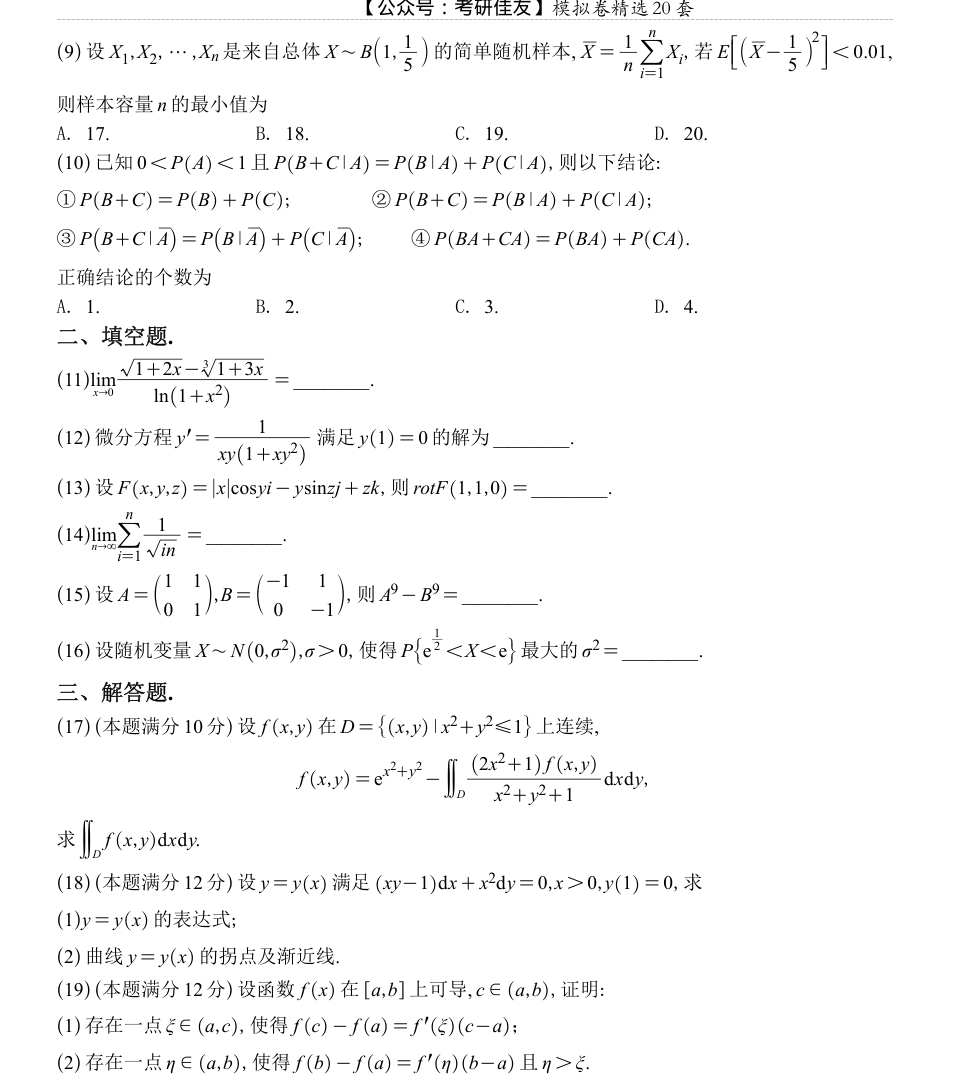 【公众号：考研佳友】模拟卷精选20套
(9) 设 X₁,X₂, ⋯ ,Xₙ 是来自总体 X ~ B(1, 1/5) 的简单随机样本, X̄ = 1/n ∑_{i=1}^{n} Xᵢ, 若 E[(X̄ − 1/5)²] < 0.01,
则样本容量 n 的最小值为
A. 17. B. 18. C. 19. D. 20.
(10) 已知 0 < P(A) < 1 且 P(B+C|A) = P(B|A) + P(C|A), 则以下结论:
① P(B+C) = P(B) + P(C); ② P(B+C) = P(B|A) + P(C|A);
③ P(B+C|A̅) = P(B|A̅) + P(C|A̅); ④ P(BA+CA) = P(BA) + P(CA).
正确结论的个数为
A. 1. B. 2. C. 3. D. 4.
二、填空题.
(11) lim_{x→0} (√(1+2x) − ∛(1+3x)) / ln(1+x²) = ________.
(12) 微分方程 y′ = 1 / (xy(1+xy²)) 满足 y(1) = 0 的解为 ________.
(13) 设 F(x,y,z) = |x|cosyi − ysinzj + zk, 则 rotF(1,1,0) = ________.
(14) lim_{n→∞} ∑_{i=1}^{n} 1/√(in) = ________.
(15) 设 A = (1 1; 0 1), B = (−1 1; 0 −1), 则 A⁹ − B⁹ = ________.
(16) 设随机变量 X ~ N(0,σ²), σ > 0, 使得 P{e^{1/2} < X < e} 最大的 σ² = ________.
三、解答题.
(17) (本题满分 10 分) 设 f(x,y) 在 D = {(x,y) | x²+y² ⩽ 1} 上连续,
f(x,y) = e^{x²+y²} − ∬_D (2x²+1)f(x,y) / (x²+y²+1) dxdy,
求 ∬_D f(x,y)dxdy.
(18) (本题满分 12 分) 设 y = y(x) 满足 (xy−1)dx + x²dy = 0, x > 0, y(1) = 0, 求
(1) y = y(x) 的表达式;
(2) 曲线 y = y(x) 的拐点及渐近线.
(19) (本题满分 12 分) 设函数 f(x) 在 [a,b] 上可导, c ∈ (a,b), 证明:
(1) 存在一点 ξ ∈ (a,c), 使得 f(c) − f(a) = f′(ξ)(c−a);
(2) 存在一点 η ∈ (a,b), 使得 f(b) − f(a) = f′(η)(b−a) 且 η > ξ.